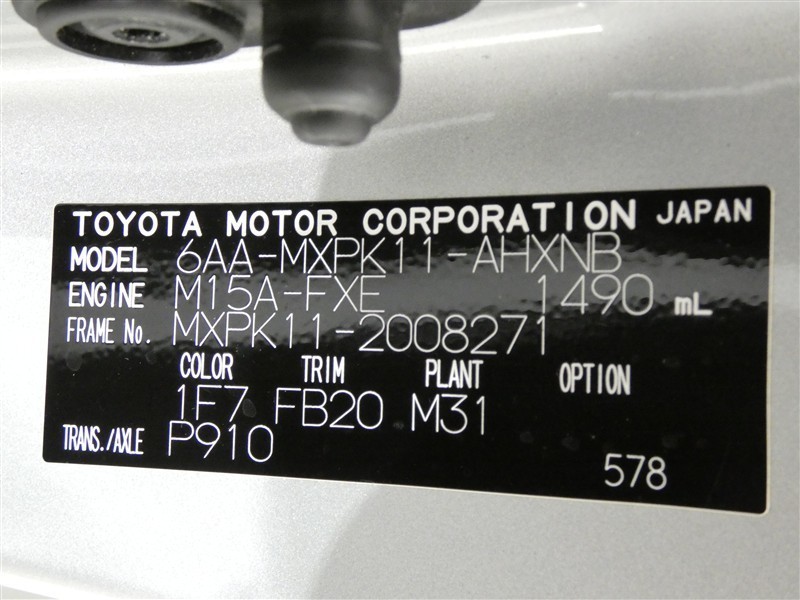 TOYOTA MOTOR CORPORATION JAPAN
MODEL 6AA-MXPK11-AHXNB
ENGINE M15A-FXE 1490 mL
FRAME No. MXPK11-2008271
COLOR TRIM PLANT OPTION
1F7 FB20 M31
TRANS./AXLE P910
578